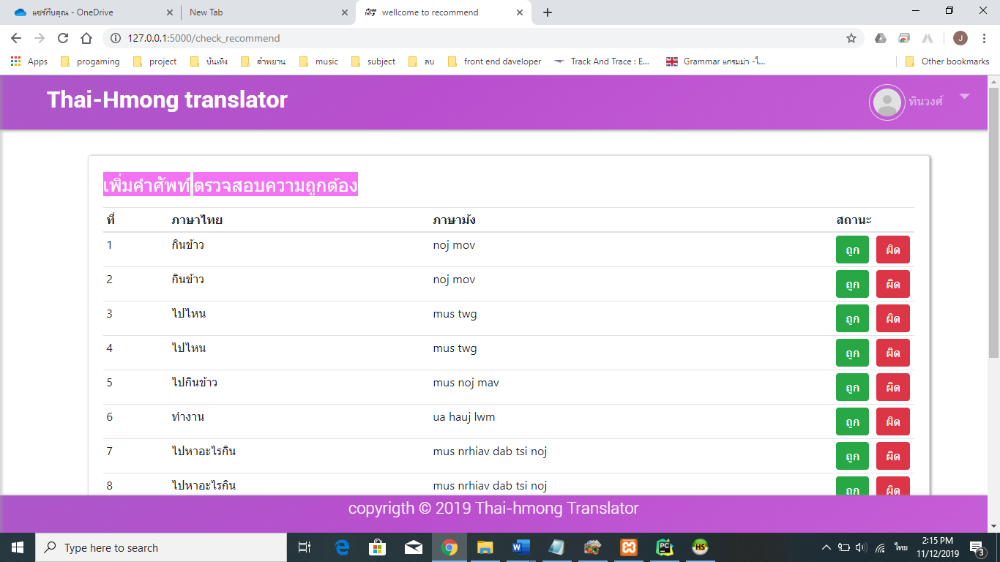 แชร์กับคุณ - OneDrive
New Tab
wellcome to recommend
127.0.0.1:5000/check_recommend
J
Apps
progaming
project
บันเทิง
คำพยาน
music
subject
ลบ
front end daveloper
Track And Trace : E...
Grammar แกรมม่า -ไ...
Other bookmarks
Thai-Hmong translator
ทินวงศ์
เพิ่มคำศัพท์ ตรวจสอบความถูกต้อง
ที่ ภาษาไทย ภาษาม้ง สถานะ
1 กินข้าว noj mov ถูก ผิด
2 กินข้าว noj mov ถูก ผิด
3 ไปไหน mus twg ถูก ผิด
4 ไปไหน mus twg ถูก ผิด
5 ไปกินข้าว mus noj mav ถูก ผิด
6 ทำงาน ua hauj lwm ถูก ผิด
7 ไปหาอะไรกิน mus nrhiav dab tsi noj ถูก ผิด
8 ไปหาอะไรกิน mus nrhiav dab tsi noj ถูก ผิด
copyrigth © 2019 Thai-hmong Translator
Type here to search
ไทย
2:15 PM
11/12/2019
3